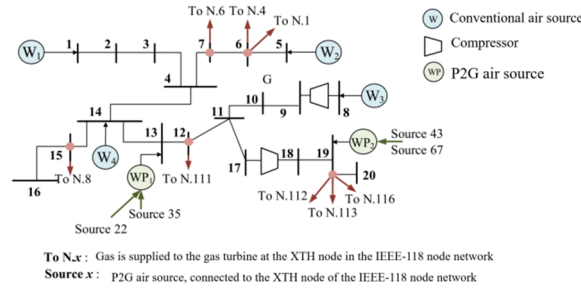 To N.6 To N.4
To N.1
W₁ 1 2 3 7 6 5 W₂
4 G
10
W₃
14 11 9 8
13 12
15 W₄
WP₁ 17 18 19 WP₂ Source 43
Source 67
16 To N.8 To N.111 20
Source 35 To N.112 To N.116
Source 22 To N.113
W Conventional air source
Compressor
WP P2G air source
To N.x : Gas is supplied to the gas turbine at the XTH node in the IEEE-118 node network
Source x : P2G air source, connected to the XTH node of the IEEE-118 node network